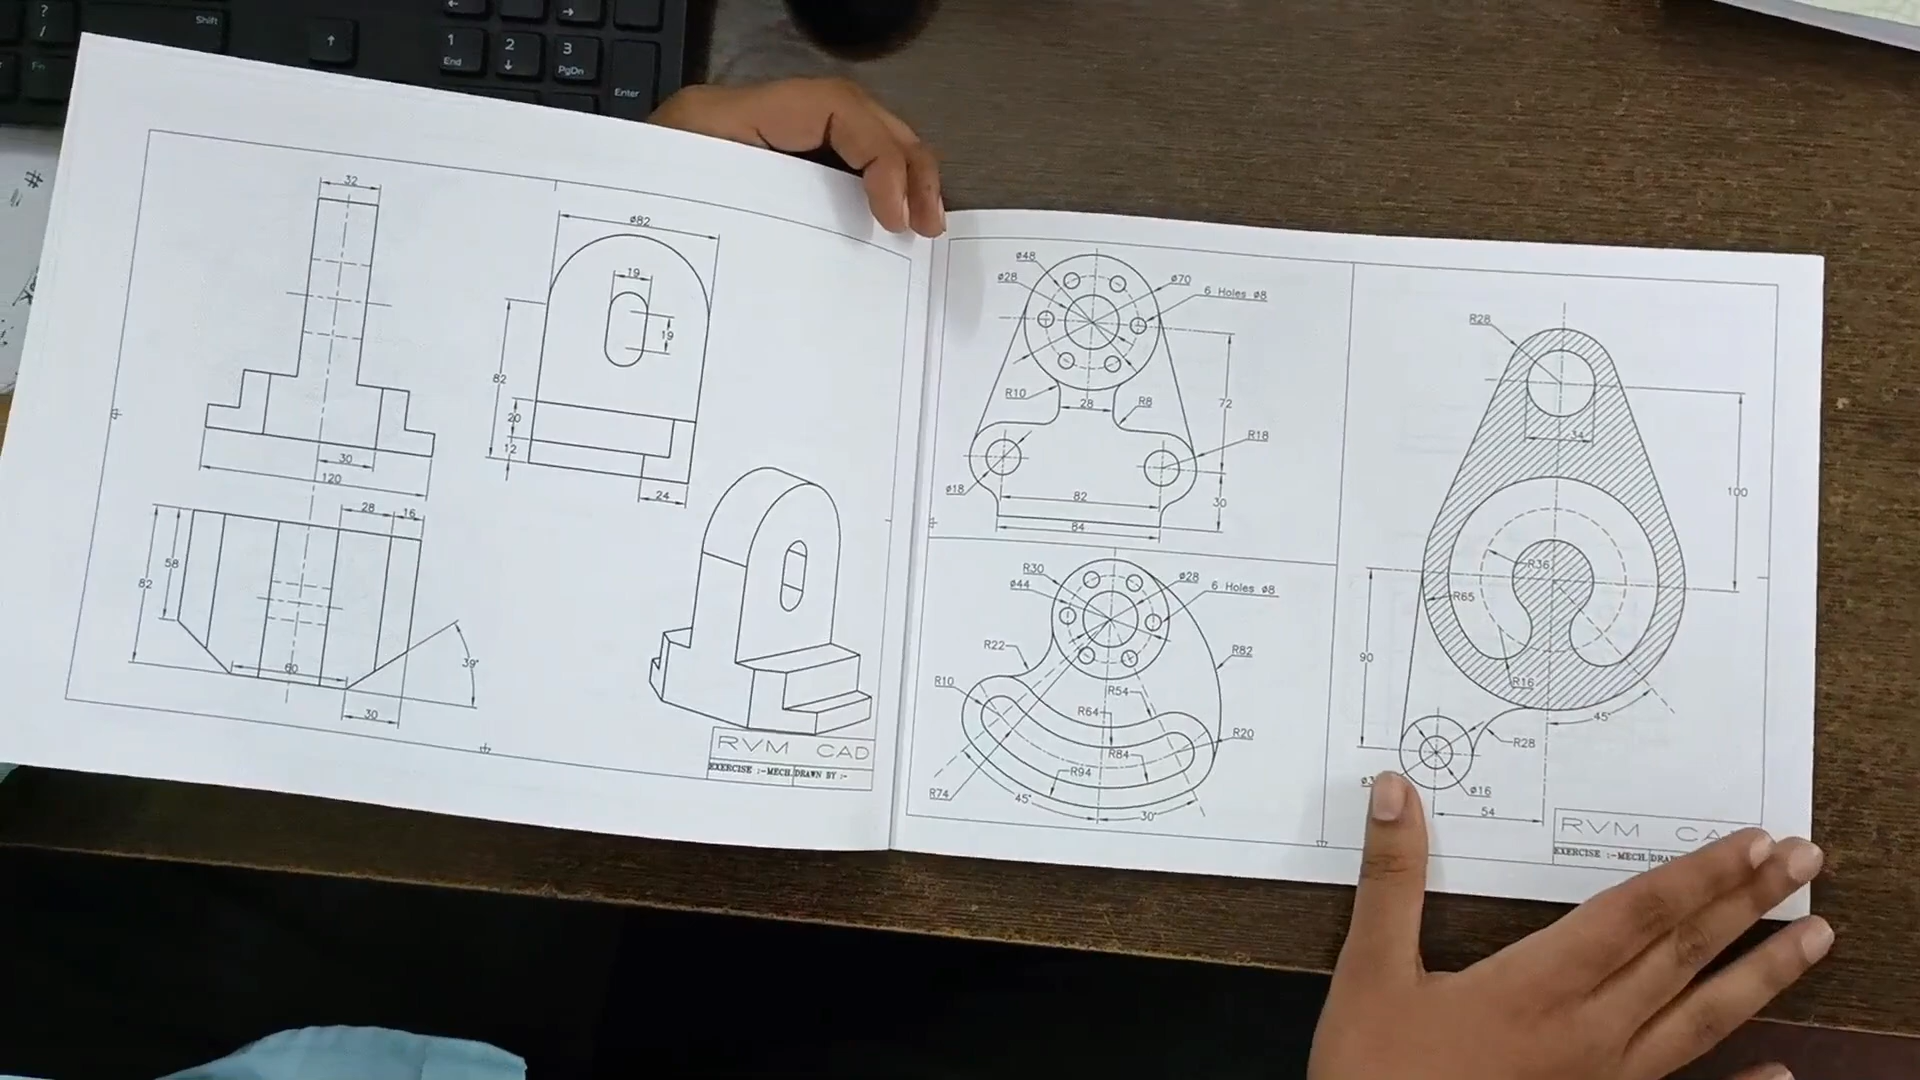 ?
/
Shift
Fn
1
End
2
3
PgDn
Enter
#
32
30
120
ø82
19
19
82
20
12
24
28
16
58
82
60
30
39°
RVM CAD
EXERCISE :-MECH. DRAWN BY :-
ø48
ø28
ø70
6 Holes ø8
R10
28
R8
72
R18
ø18
82
30
84
R30
ø44
ø28
6 Holes ø8
R22
R82
R10
R54
R64
R20
R84
R94
R74
45°
30°
R28
34
100
R36
R65
90
R16
45°
R28
ø16
54
RVM
EXERCISE :-MECH.